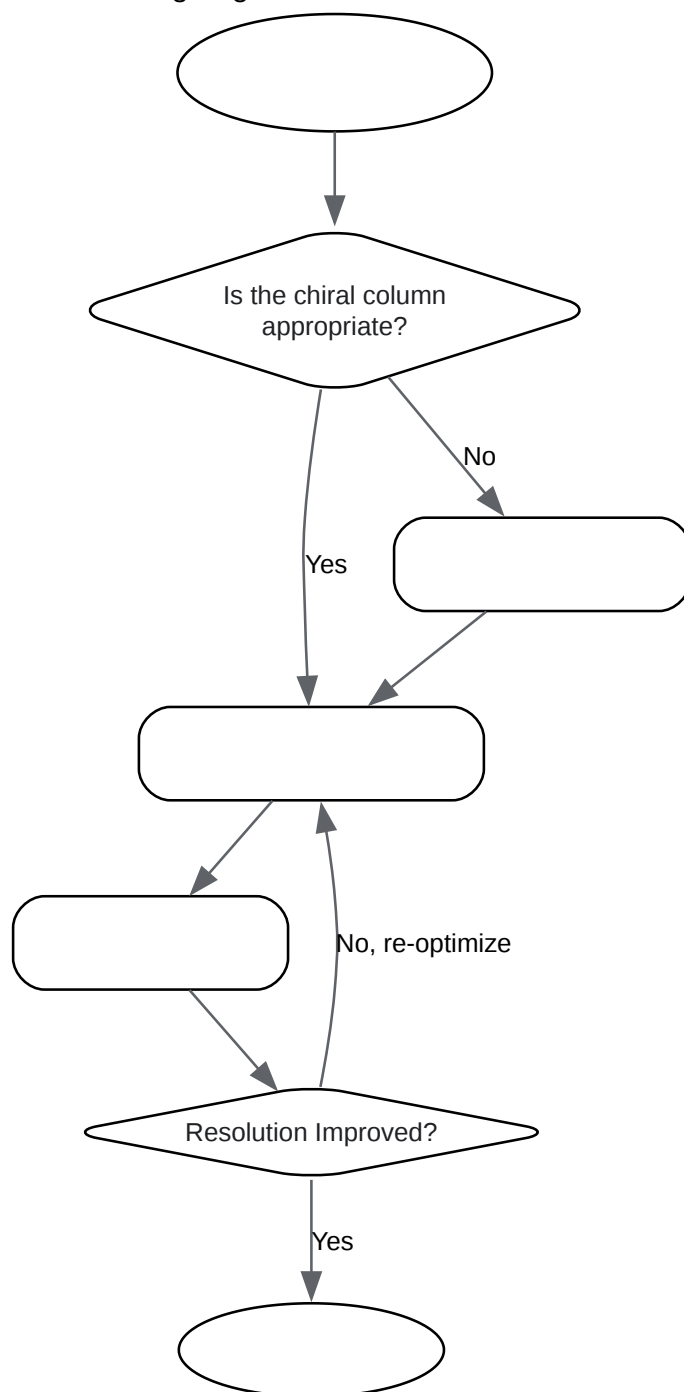 Is the chiral column
appropriate?
No
Yes
No, re-optimize
Resolution Improved?
Yes